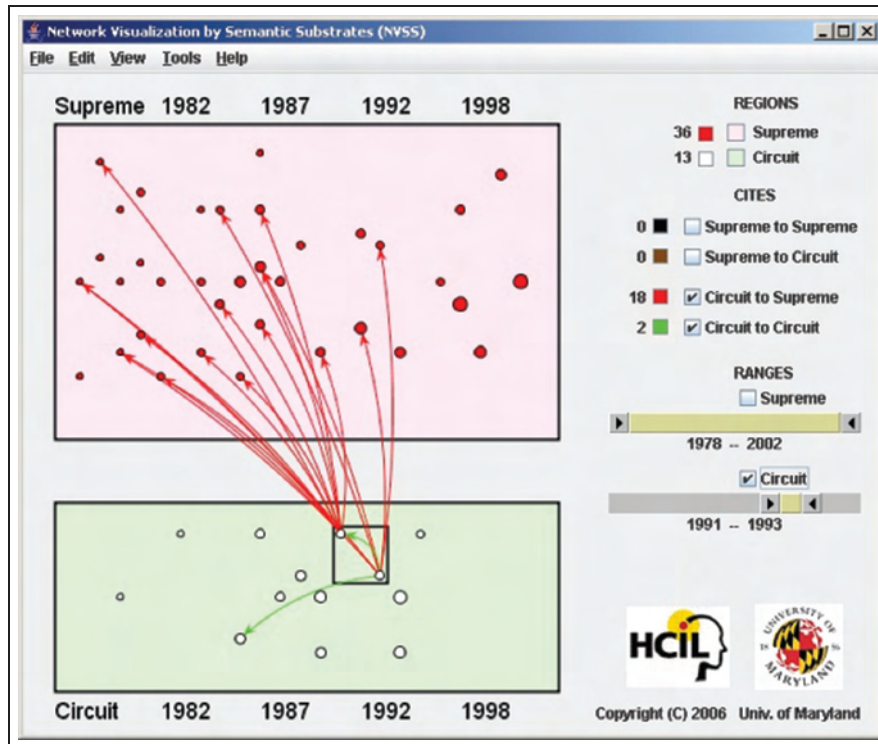 Network Visualization by Semantic Substrates (NVSS)
File Edit View Tools Help
Supreme 1982 1987 1992 1998
REGIONS
36 Supreme
13 Circuit
CITES
0 Supreme to Supreme
0 Supreme to Circuit
18 Circuit to Supreme
2 Circuit to Circuit
RANGES
Supreme
1978 -- 2002
Circuit
1991 -- 1993
Circuit 1982 1987 1992 1998
HCIL
UNIVERSITY OF
18 56
MARYLAND
Copyright (C) 2006 Univ. of Maryland